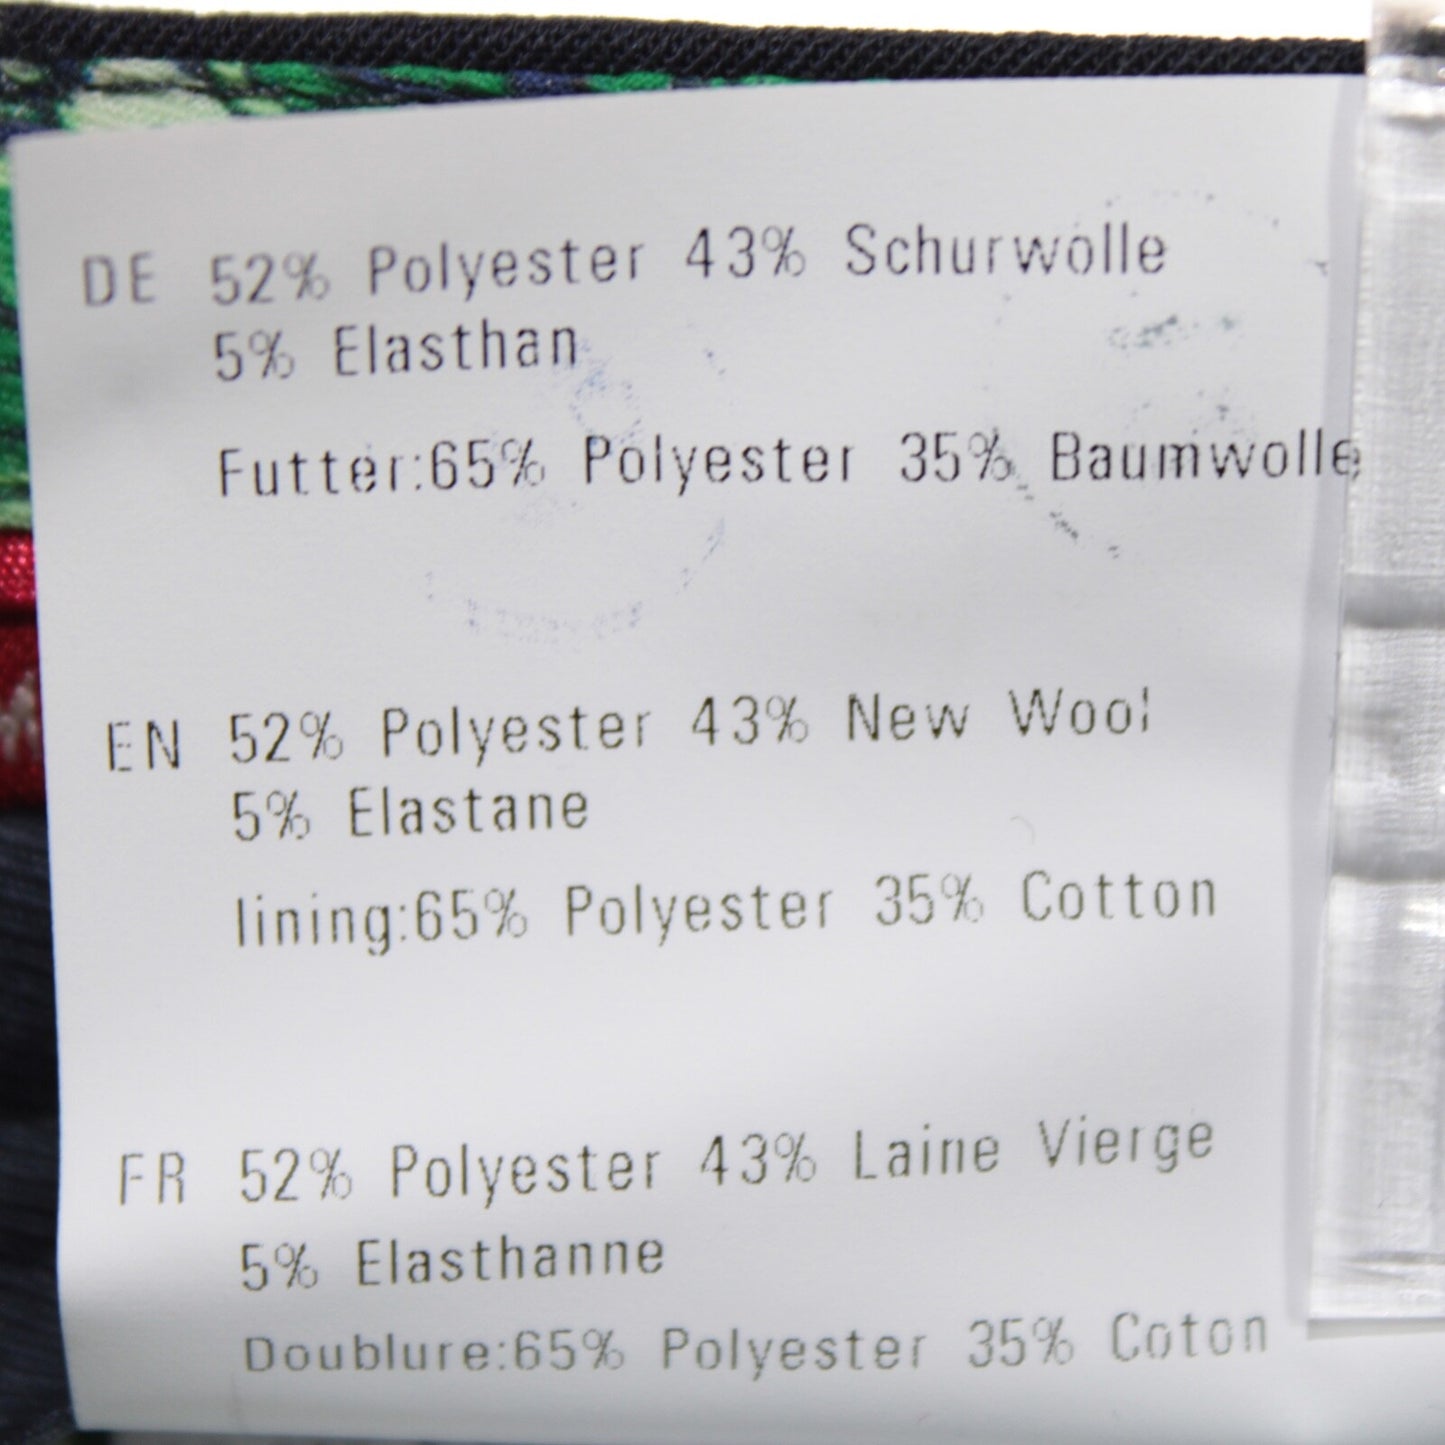 DE 52% Polyester 43% Schurwolle
5% Elasthan
Futter:65% Polyester 35% Baumwolle
EN 52% Polyester 43% New Wool
5% Elastane
lining:65% Polyester 35% Cotton
FR 52% Polyester 43% Laine Vierge
5% Elasthanne
Doublure:65% Polyester 35% Coton